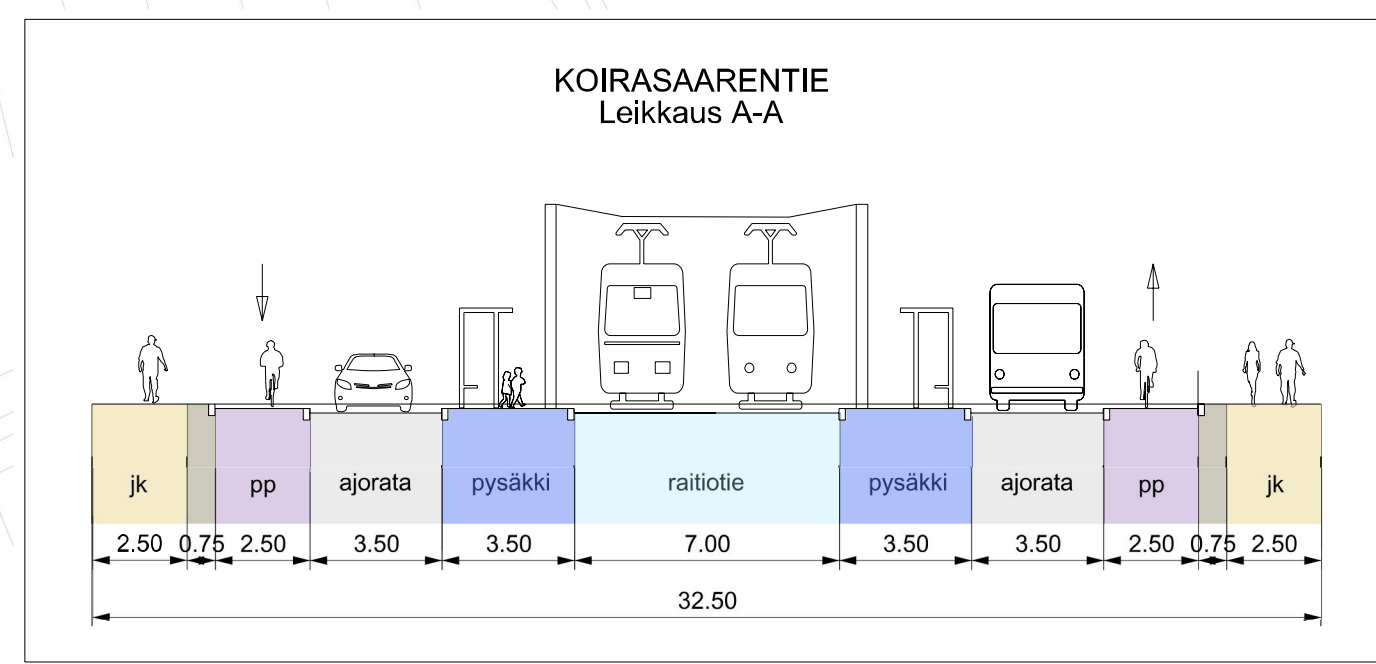 KOIRASAARENTIE
Leikkaus A-A
jk pp ajorata pysäkki raitiotie pysäkki ajorata pp jk
2.50 0.75 2.50 3.50 3.50 7.00 3.50 3.50 2.50 0.75 2.50
32.50